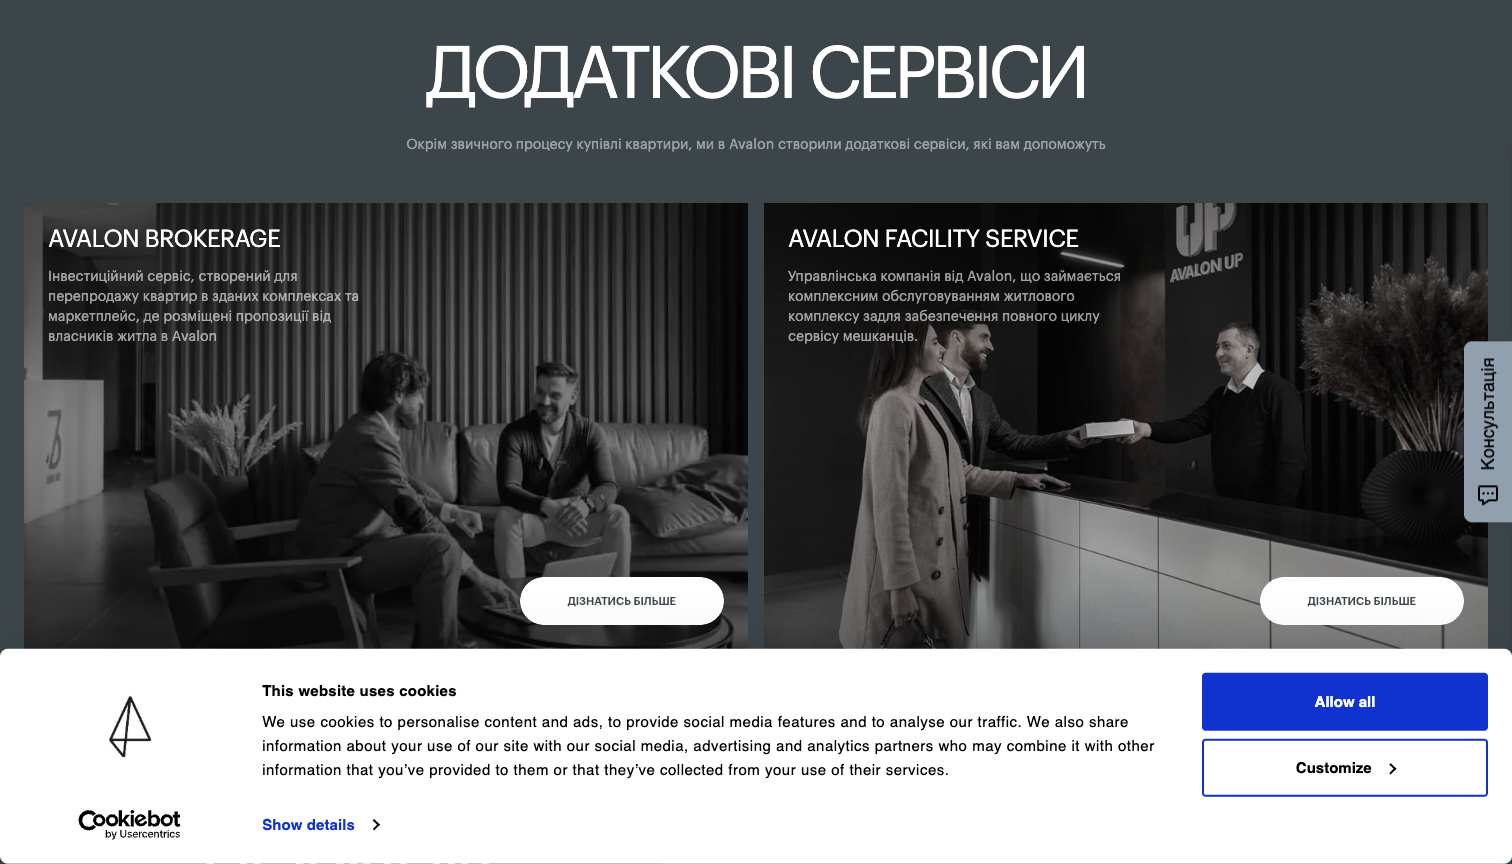 ДОДАТКОВІ СЕРВІСИ
Окрім звичного процесу купівлі квартири, ми в Avalon створили додаткові сервіси, які вам допоможуть
AVALON BROKERAGE
Інвестиційний сервіс, створений для
перепродажу квартир в зданих комплексах та
маркетплейс, де розміщені пропозиції від
власників житла в Avalon
ДІЗНАТИСЬ БІЛЬШЕ
AVALON FACILITY SERVICE
Управлінська компанія від Avalon, що займається
комплексним обслуговуванням житлового
комплексу задля забезпечення повного циклу
сервісу мешканців.
UP
AVALON UP
ДІЗНАТИСЬ БІЛЬШЕ
Консультація
This website uses cookies
We use cookies to personalise content and ads, to provide social media features and to analyse our traffic. We also share
information about your use of our site with our social media, advertising and analytics partners who may combine it with other
information that you’ve provided to them or that they’ve collected from your use of their services.
Show details
Allow all
Customize
Cookiebot
by Usercentrics